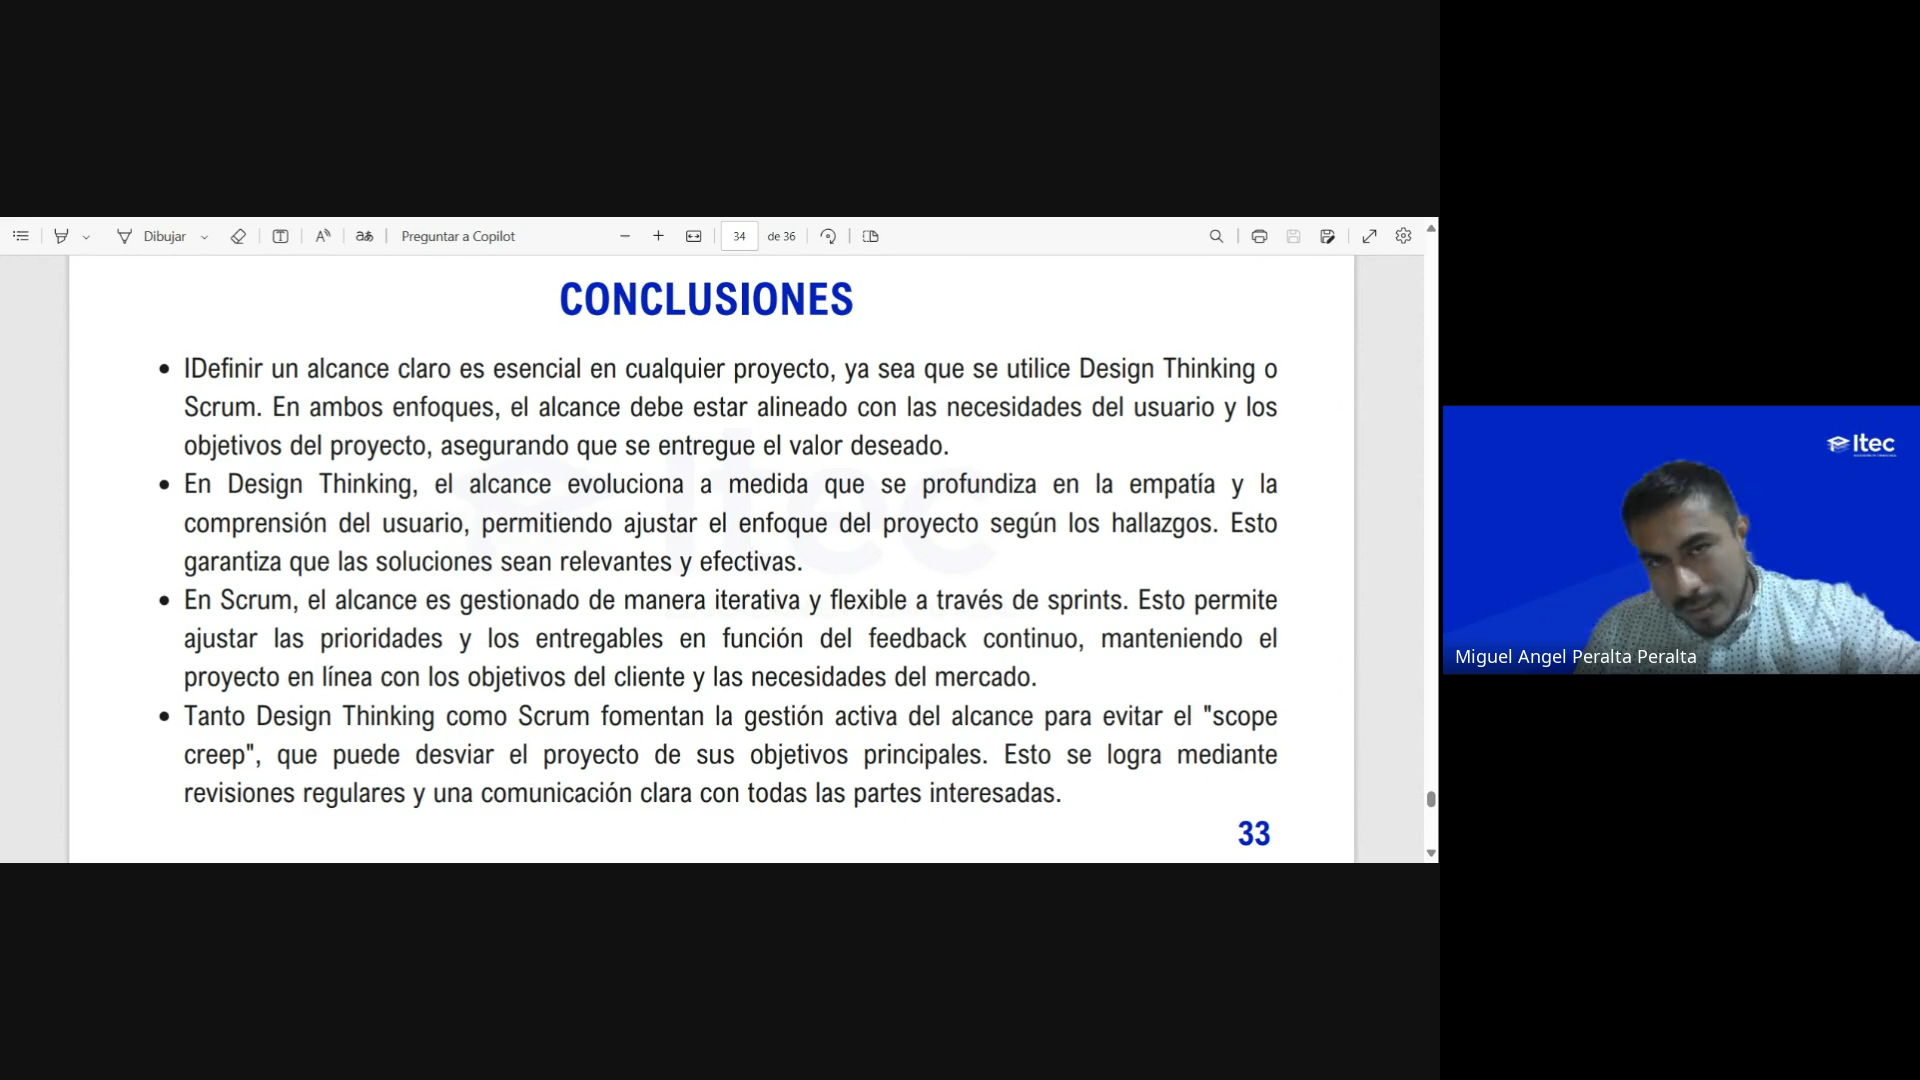 Dibujar
Preguntar a Copilot
34 de 36
CONCLUSIONES
• IDefinir un alcance claro es esencial en cualquier proyecto, ya sea que se utilice Design Thinking o
Scrum. En ambos enfoques, el alcance debe estar alineado con las necesidades del usuario y los
objetivos del proyecto, asegurando que se entregue el valor deseado.
• En Design Thinking, el alcance evoluciona a medida que se profundiza en la empatía y la
comprensión del usuario, permitiendo ajustar el enfoque del proyecto según los hallazgos. Esto
garantiza que las soluciones sean relevantes y efectivas.
• En Scrum, el alcance es gestionado de manera iterativa y flexible a través de sprints. Esto permite
ajustar las prioridades y los entregables en función del feedback continuo, manteniendo el
proyecto en línea con los objetivos del cliente y las necesidades del mercado.
• Tanto Design Thinking como Scrum fomentan la gestión activa del alcance para evitar el "scope
creep", que puede desviar el proyecto de sus objetivos principales. Esto se logra mediante
revisiones regulares y una comunicación clara con todas las partes interesadas.
33
Itec
Miguel Angel Peralta Peralta